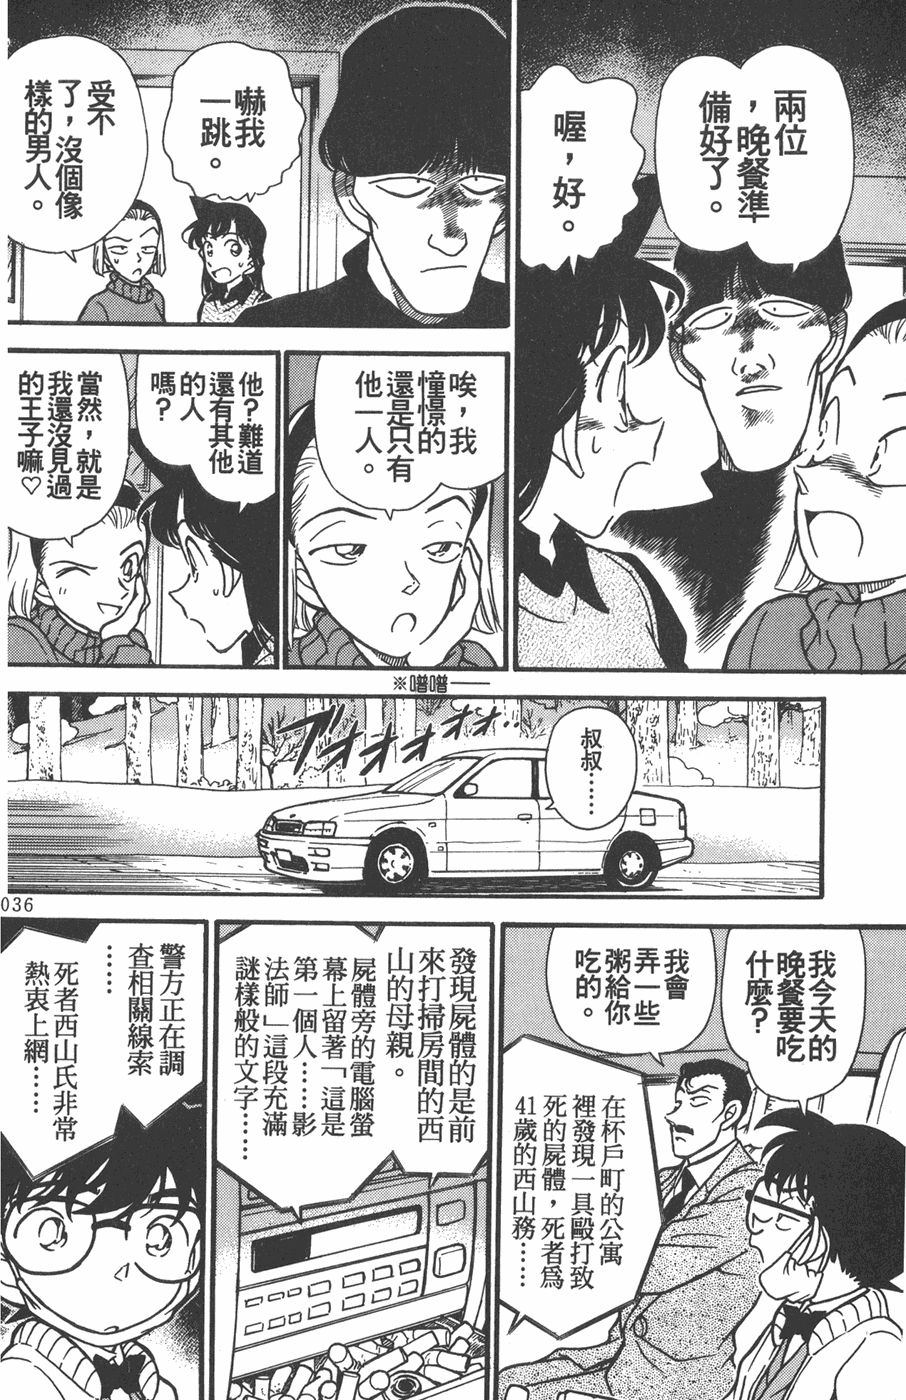 兩位
，晚餐準
備好了。
喔，好。
嚇我
一跳。
受不
了，沒個像
樣的男人。
唉，我
憧憬的
還是只有
他一人。
他？難道
還有其他
的人
嗎？
當然，就是
我還沒見過
的王子嘛♡
※噌噌——
ブオオオオ…
叔叔……
036
我今天的
晚餐要吃
什麼？
我會
弄一些
粥給你
吃的。
在杯戶町的公寓
裡發現一具毆打致
死的屍體，死者為
41歲的西山務……
發現屍體的是前
來打掃房間的西
山的母親。
屍體旁的電腦螢
幕上留著「這是
第一個人……影
法師」這段充滿
謎樣般的文字……
警方正在調
查相關線索
……
死者西山氏非常
熱衷上網……